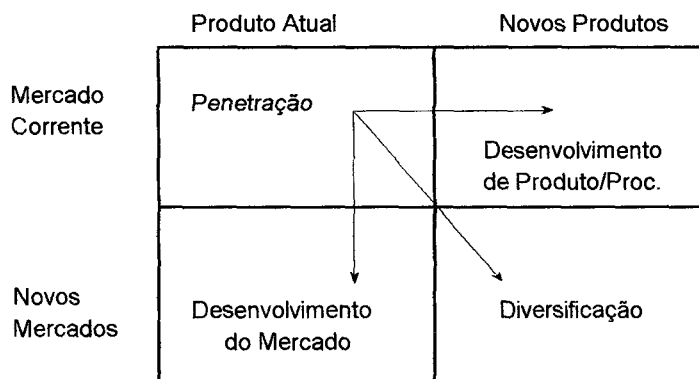 Produto Atual
Novos Produtos
Mercado
Corrente
Penetração
Desenvolvimento
de Produto/Proc.
Novos
Mercados
Desenvolvimento
do Mercado
Diversificação